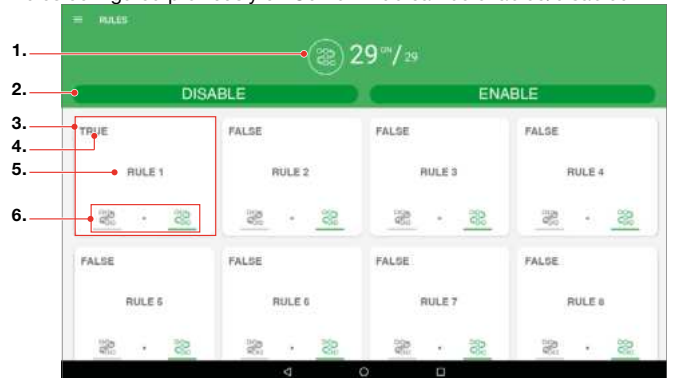 RULES
1.
29 ON / 29
2.
DISABLE ENABLE
3.
TRUE FALSE FALSE FALSE
4.
5.
RULE 1 RULE 2 RULE 3 RULE 4
6.
FALSE FALSE FALSE FALSE
RULE 5 RULE 6 RULE 7 RULE 8